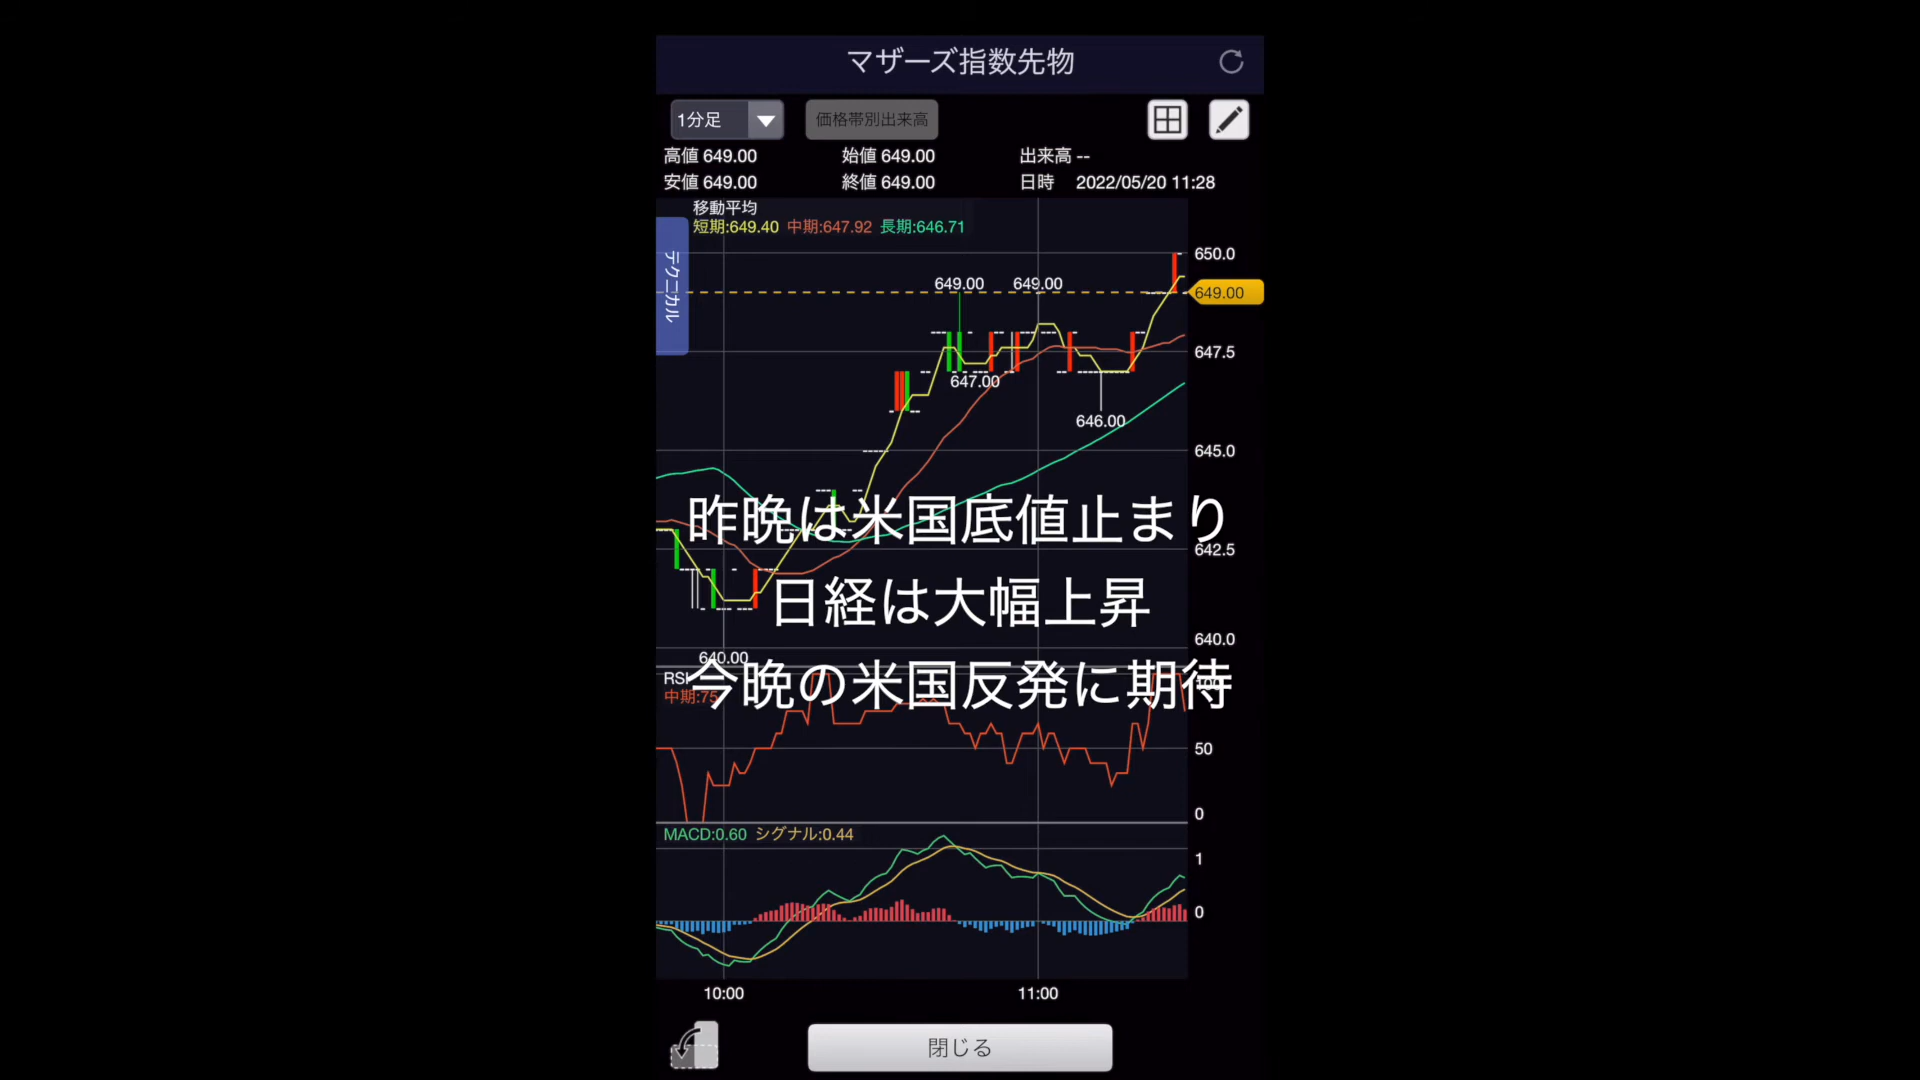 マザーズ指数先物
1分足
価格帯別出来高
高値 649.00 始値 649.00 出来高 --
安値 649.00 終値 649.00 日時 2022/05/20 11:28
移動平均
短期:649.40 中期:647.92 長期:646.71
テクニカル
650.0
649.00 649.00
649.00
647.5
647.00
646.00
645.0
昨晩は米国底値止まり
642.5
日経は大幅上昇
640.0
640.00
今晩の米国反発に期待
RSI
中期:75
50
0
MACD:0.60 シグナル:0.44
1
0
10:00 11:00
閉じる